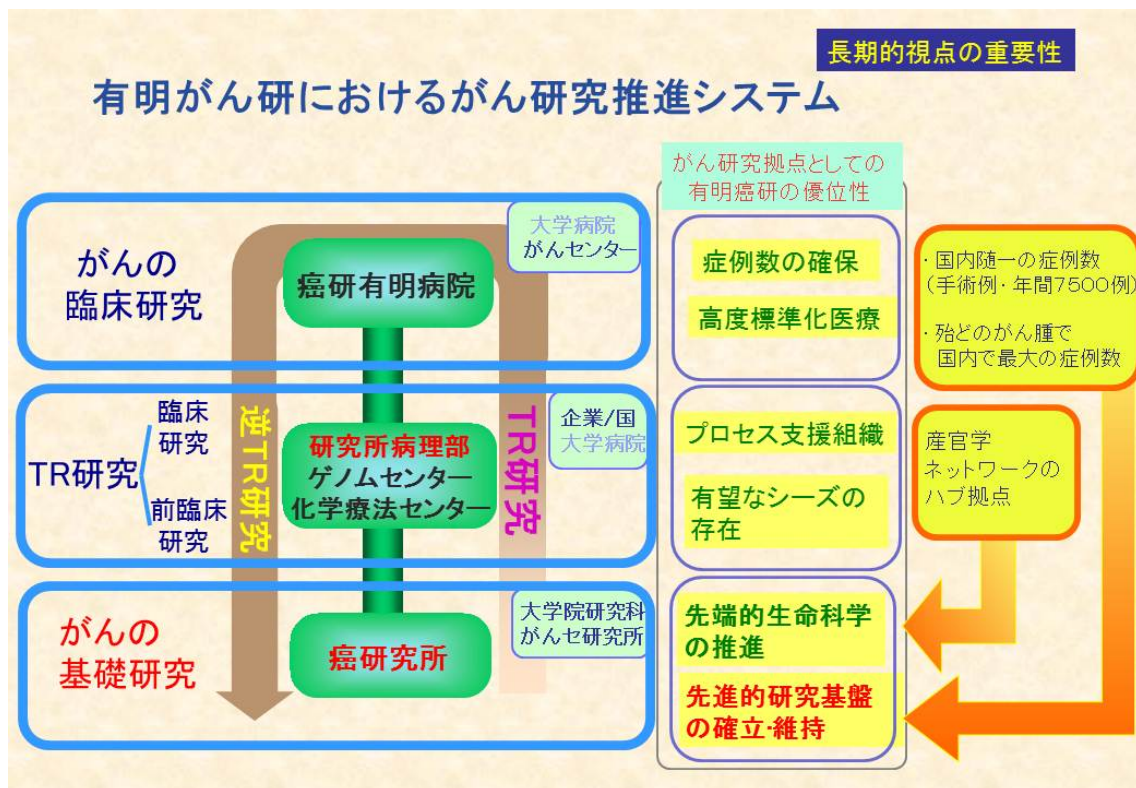 長期的視点の重要性
有明がん研におけるがん研究推進システム
がん研究拠点としての
有明癌研の優位性
がんの
臨床研究
癌研有明病院
大学病院
がんセンター
症例数の確保
高度標準化医療
・国内随一の症例数
(手術例・年間7500例)
・殆どのがん腫で
国内で最大の症例数
TR研究
臨床
研究
前臨床
研究
逆TR研究
研究所病理部
ゲノムセンター
化学療法センター
TR研究
企業/国
大学病院
プロセス支援組織
有望なシーズの
存在
産官学
ネットワークの
ハブ拠点
がんの
基礎研究
癌研究所
大学院研究科
がんセ研究所
先端的生命科学
の推進
先進的研究基盤
の確立・維持